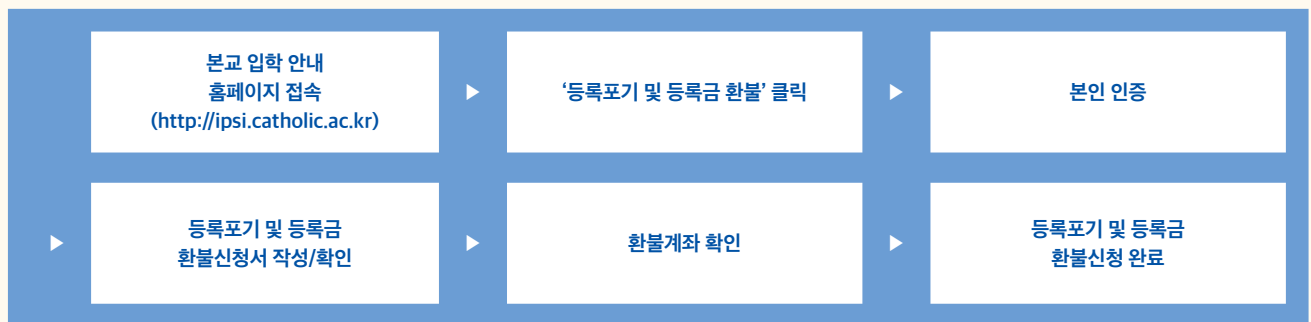 본교 입학 안내
홈페이지 접속
(http://ipsi.catholic.ac.kr)
‘등록포기 및 등록금 환불’ 클릭
본인 인증
등록포기 및 등록금
환불신청서 작성/확인
환불계좌 확인
등록포기 및 등록금
환불신청 완료